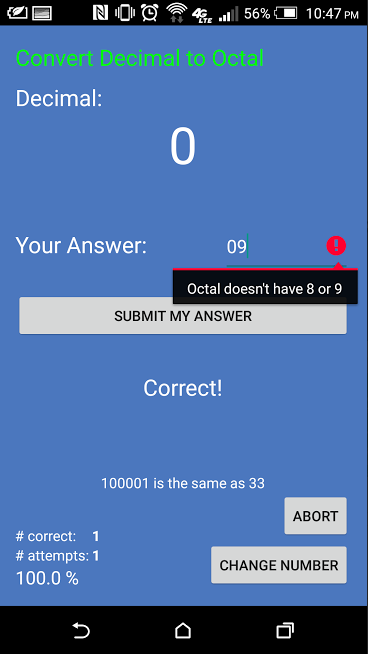 4G LTE 56% 10:47 PM
Convert Decimal to Octal
Decimal:
0
Your Answer: 09
Octal doesn't have 8 or 9
SUBMIT MY ANSWER
Correct!
100001 is the same as 33
ABORT
# correct: 1
# attempts: 1
CHANGE NUMBER
100.0 %